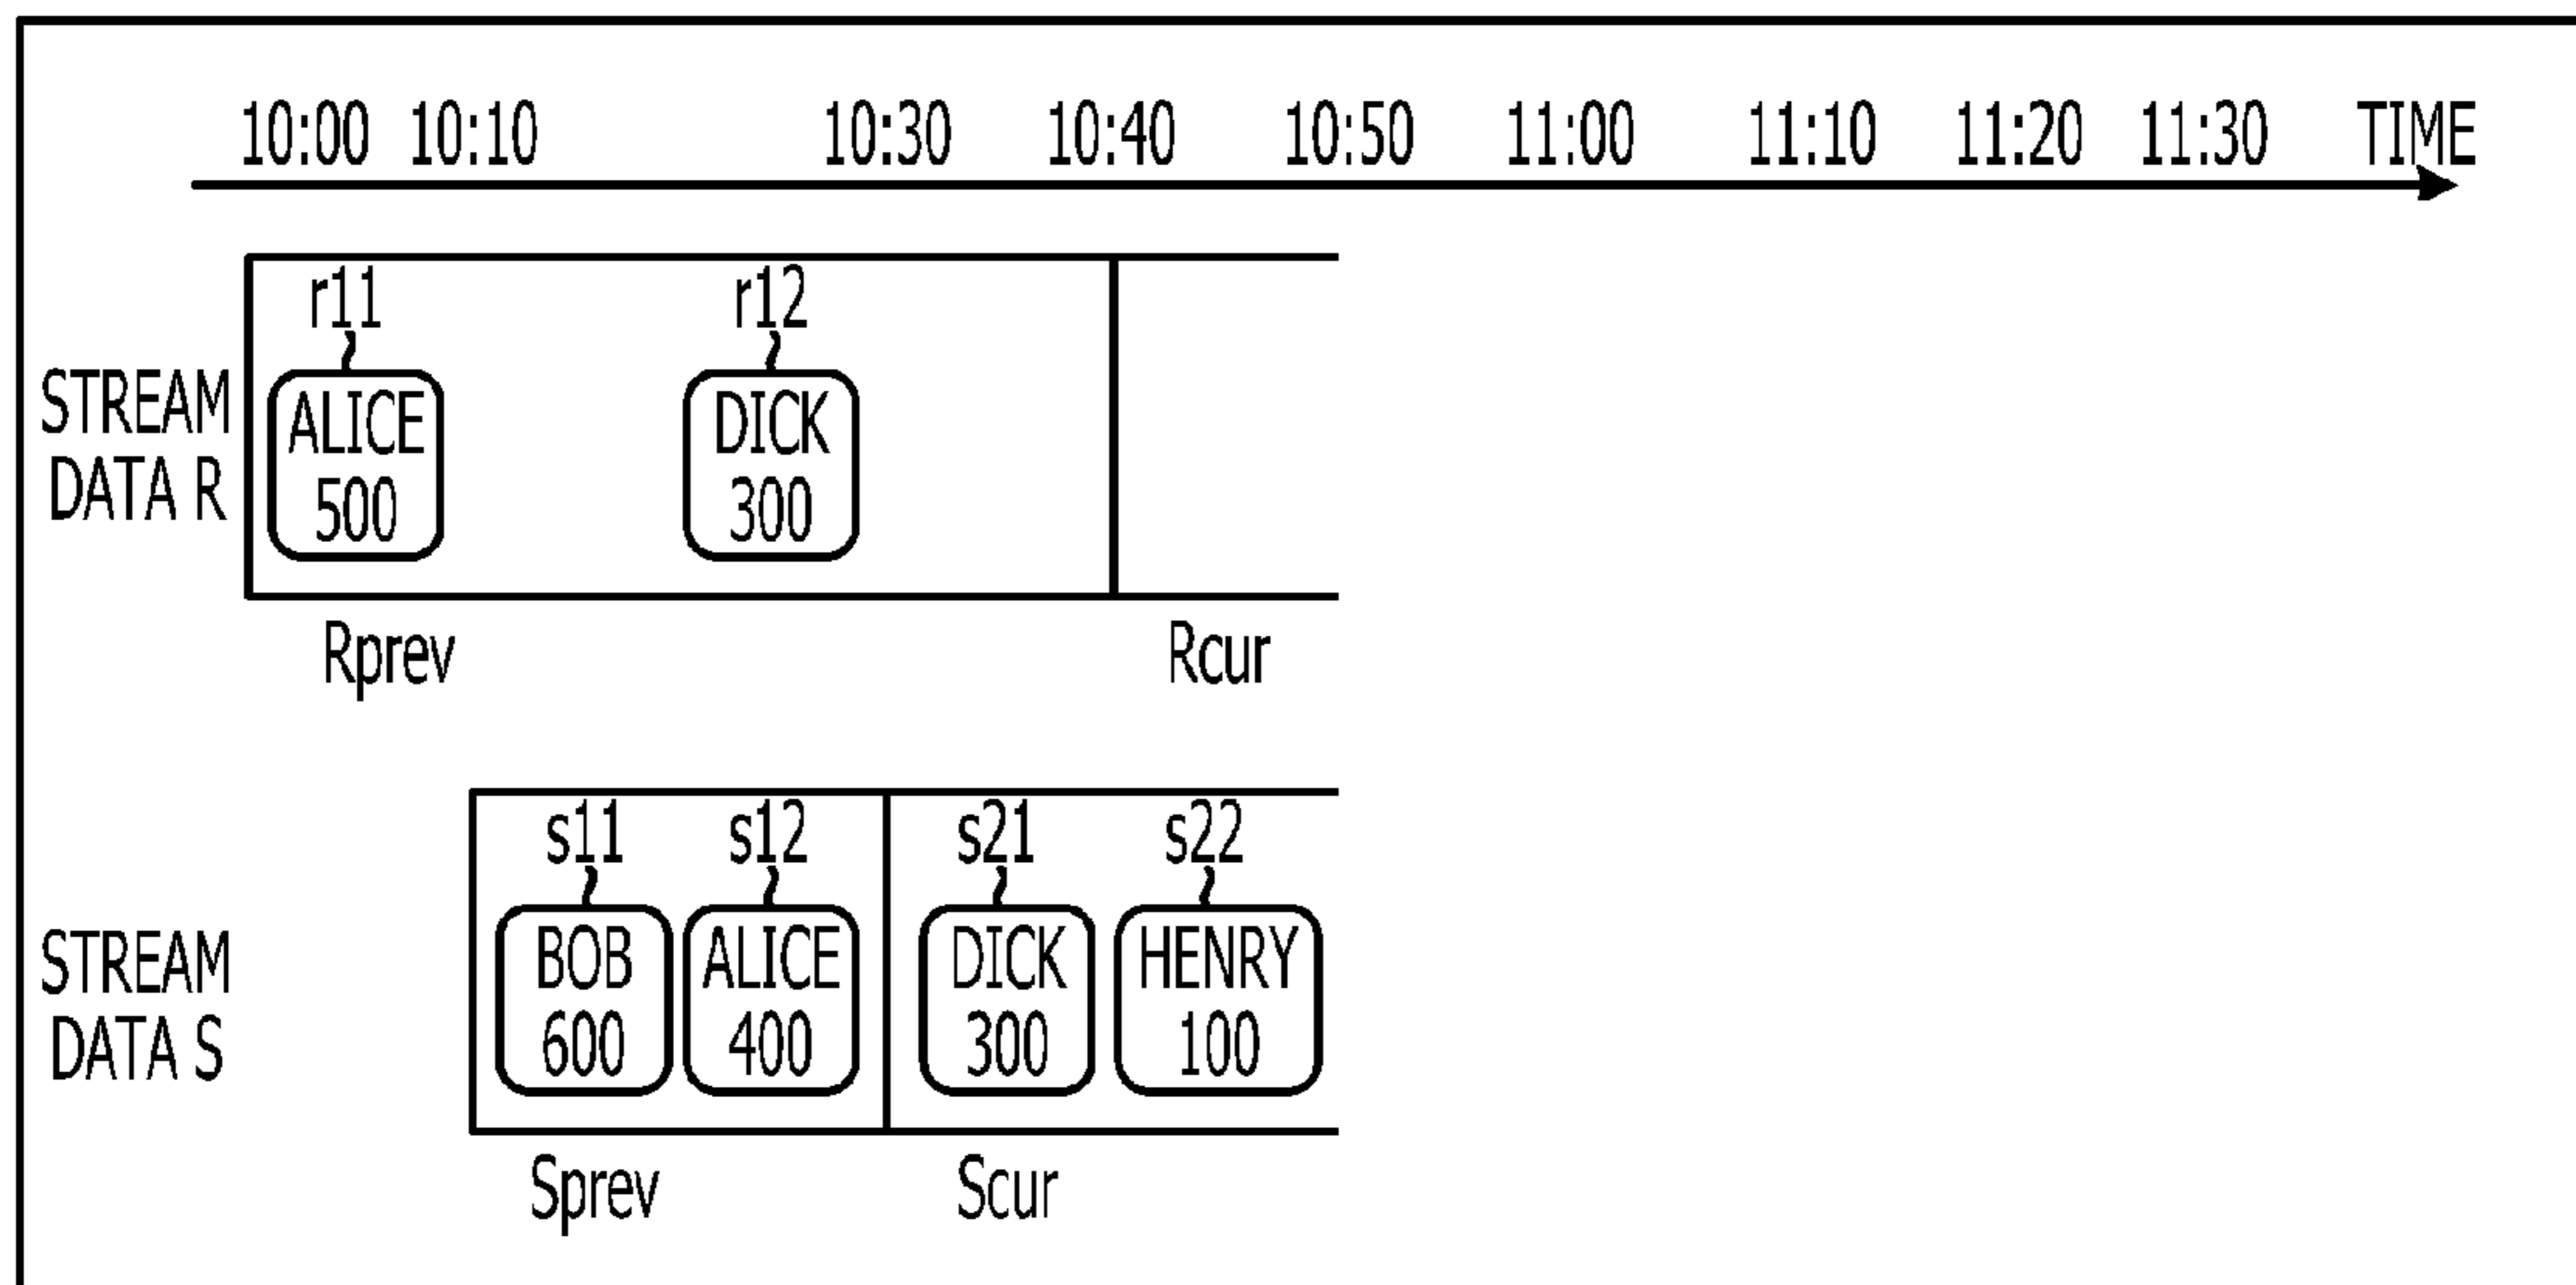 10:00 10:10 10:30 10:40 10:50 11:00 11:10 11:20 11:30 TIME
r11 r12
STREAM
DATA R
ALICE
500
DICK
300
Rprev Rcur
s11 s12 s21 s22
STREAM
DATA S
BOB
600
ALICE
400
DICK
300
HENRY
100
Sprev Scur